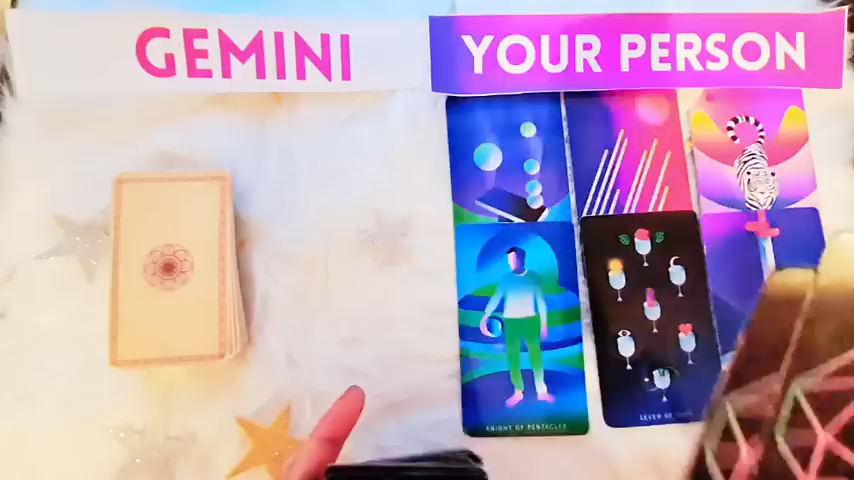 GEMINI
YOUR PERSON
KNIGHT OF PENTACLES
SEVEN OF